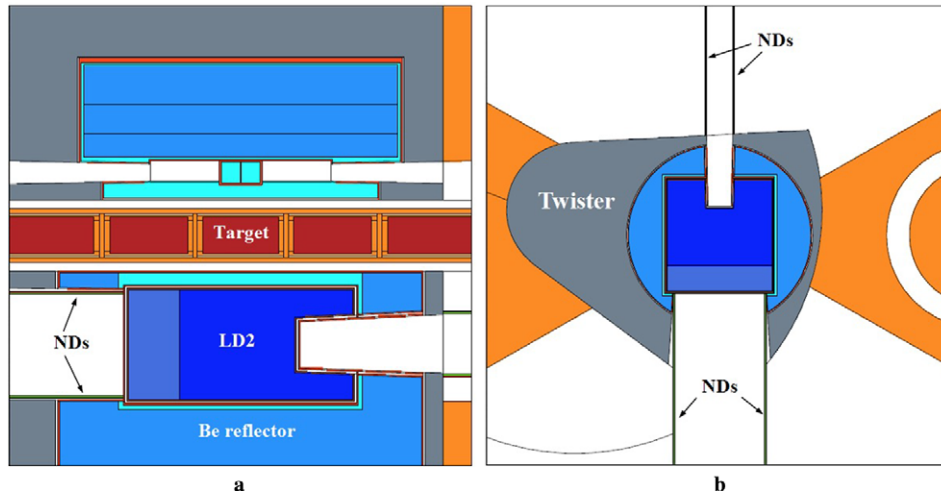 NDs
Target
Twister
NDs
LD2
NDs
Be reflector
a
b